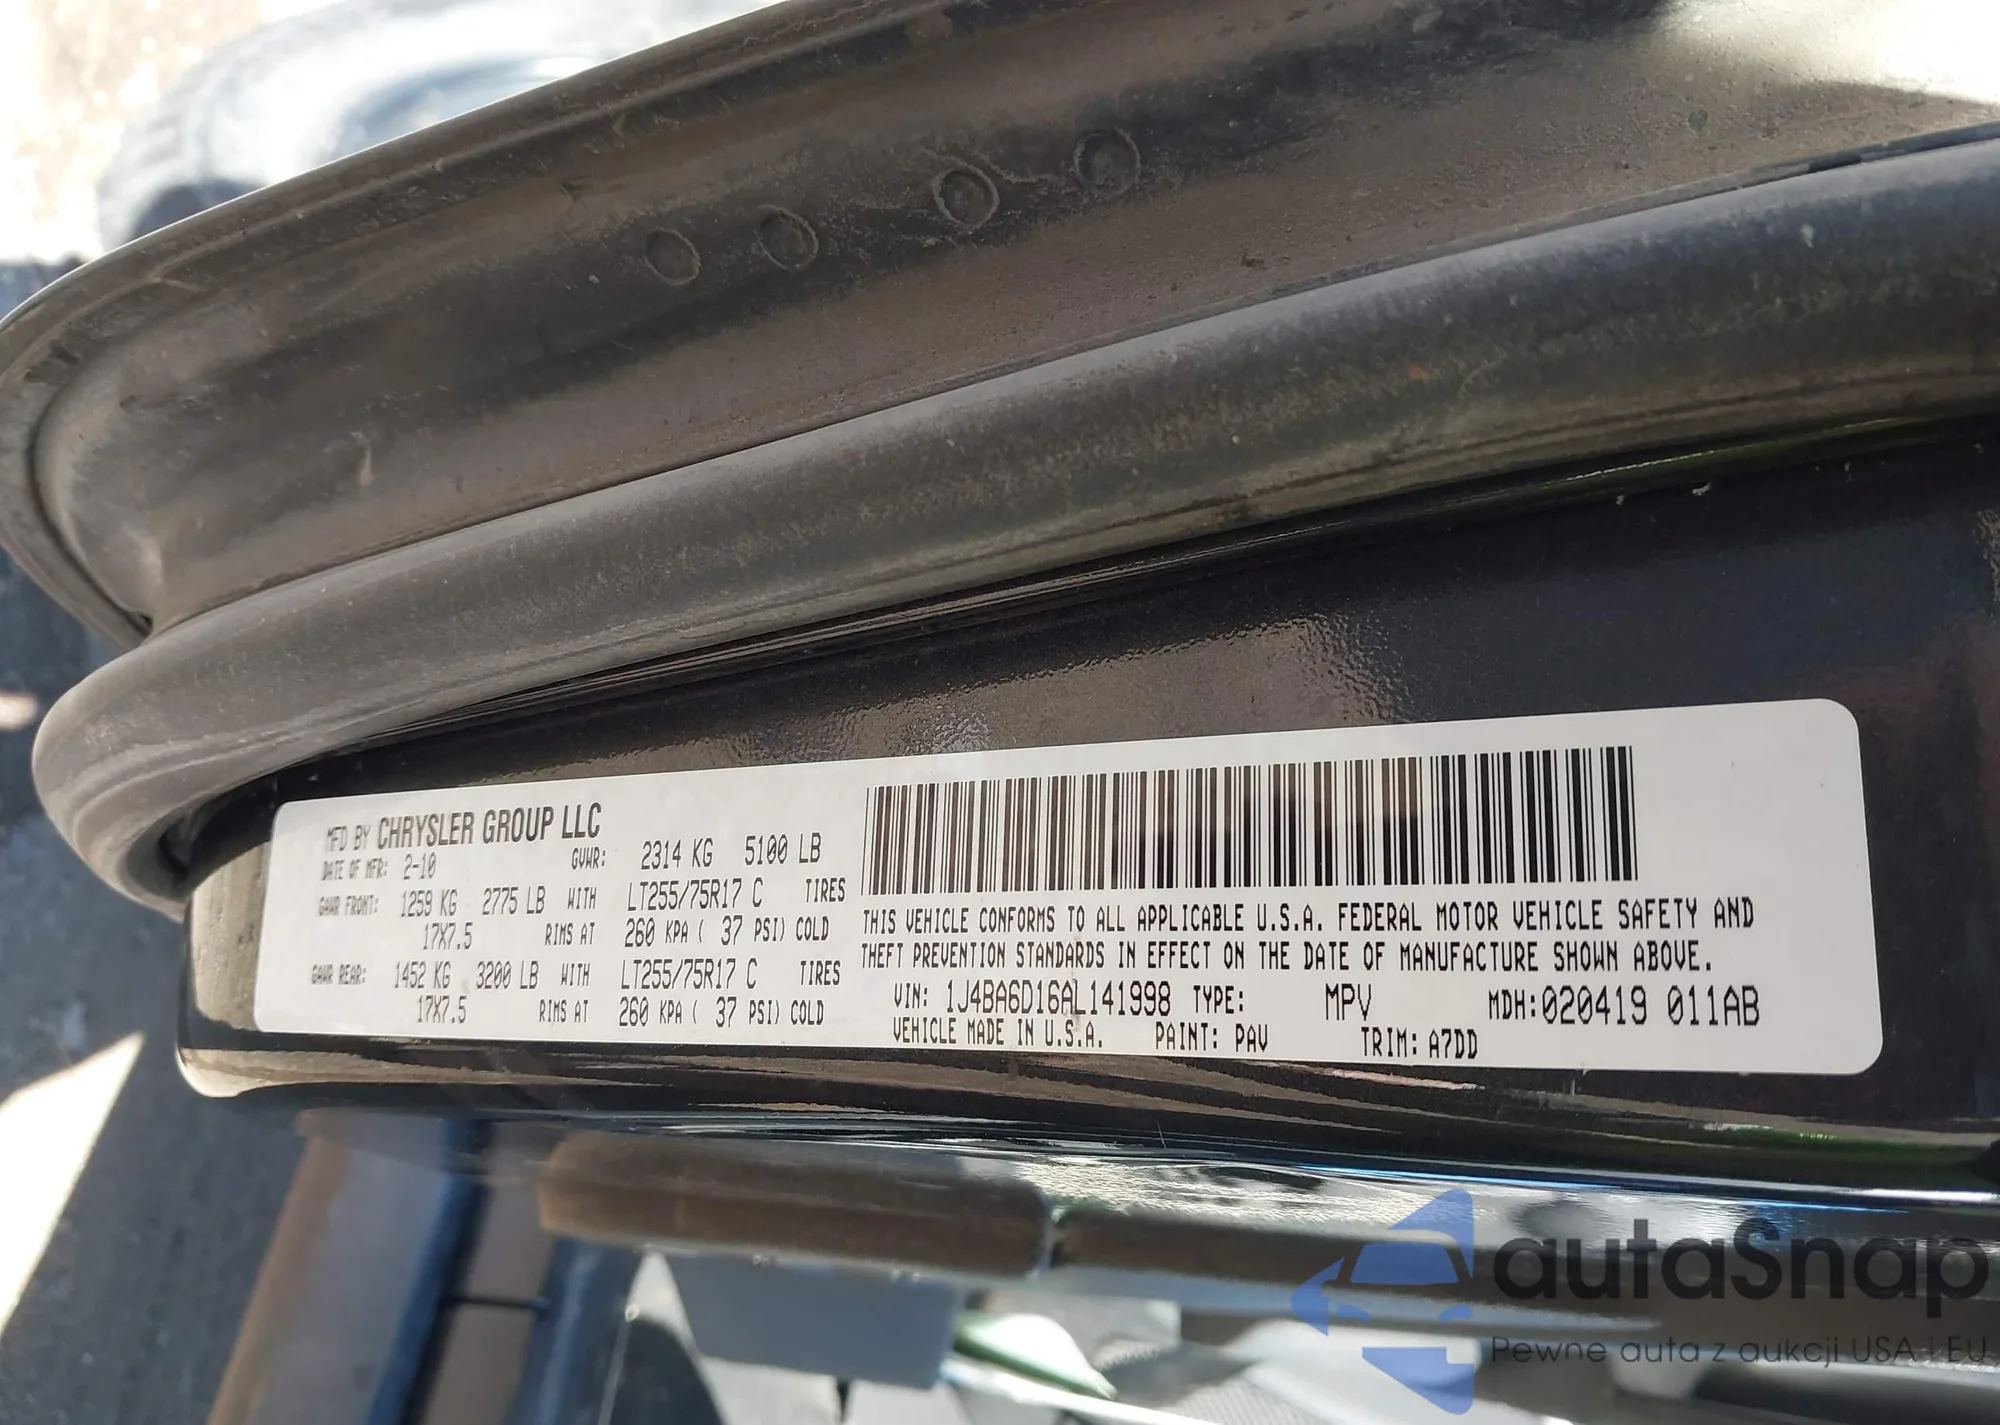 MFD BY CHRYSLER GROUP LLC
DATE OF MFR: 2-10 GVWR: 2314 KG 5100 LB
GAWR FRONT: 1259 KG 2775 LB WITH LT255/75R17 C TIRES
17X7.5 RIMS AT 260 KPA ( 37 PSI) COLD
GAWR REAR: 1452 KG 3200 LB WITH LT255/75R17 C TIRES
17X7.5 RIMS AT 260 KPA ( 37 PSI) COLD
THIS VEHICLE CONFORMS TO ALL APPLICABLE U.S.A. FEDERAL MOTOR VEHICLE SAFETY AND
THEFT PREVENTION STANDARDS IN EFFECT ON THE DATE OF MANUFACTURE SHOWN ABOVE.
VIN: 1J4BA6D16AL141998 TYPE: MPV MDH:020419 011AB
VEHICLE MADE IN U.S.A. PAINT: PAV TRIM: A7DD
autaSnap
Pewne auta z aukcji USA i EU